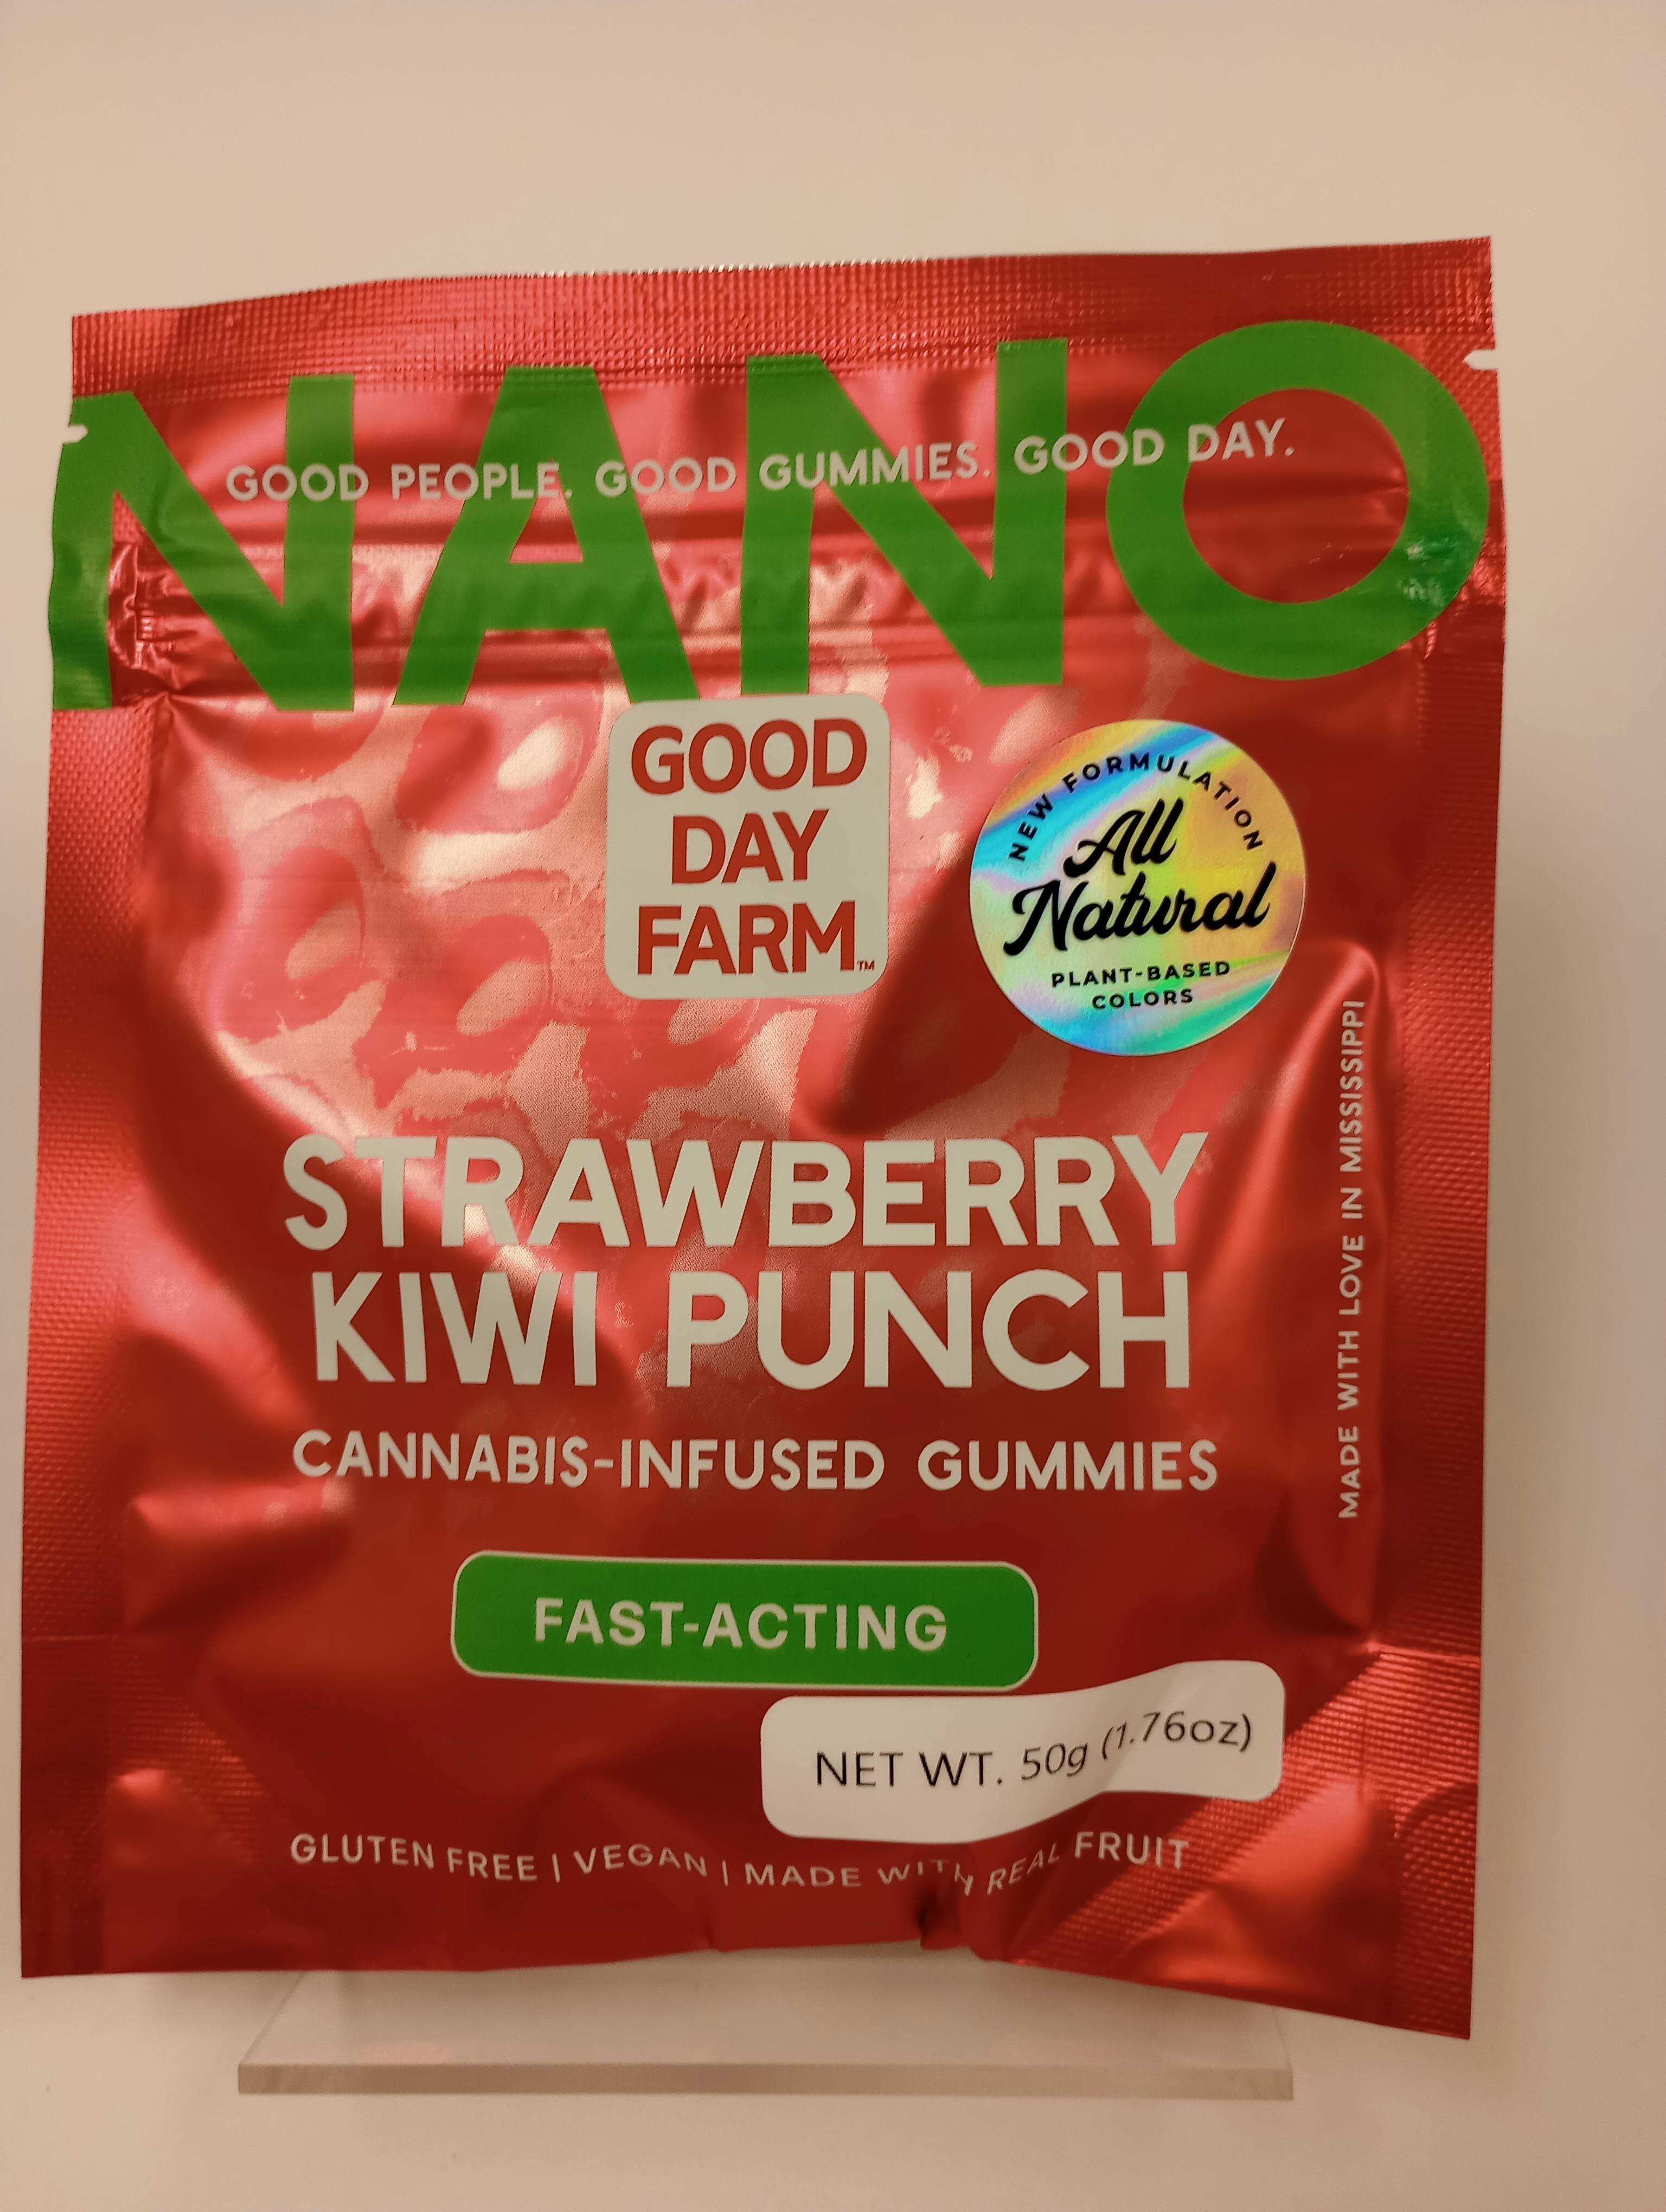 NANO
GOOD PEOPLE. GOOD GUMMIES. GOOD DAY.
GOOD
DAY
FARM™
NEW FORMULATION
All
Natural
PLANT-BASED
COLORS
MADE WITH LOVE IN MISSISSIPPI
STRAWBERRY
KIWI PUNCH
CANNABIS-INFUSED GUMMIES
FAST-ACTING
NET WT. 50g (1.76oz)
GLUTEN FREE | VEGAN | MADE WITH REAL FRUIT